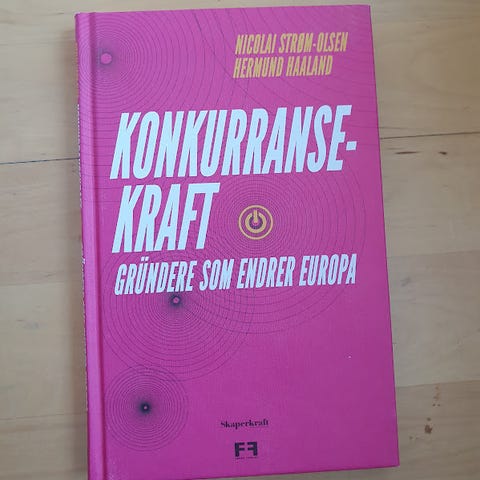 NICOLAI STRØM-OLSEN
HERMUND HAALAND
KONKURRANSE-
KRAFT
GRÜNDERE SOM ENDRER EUROPA
Skaperkraft
FF